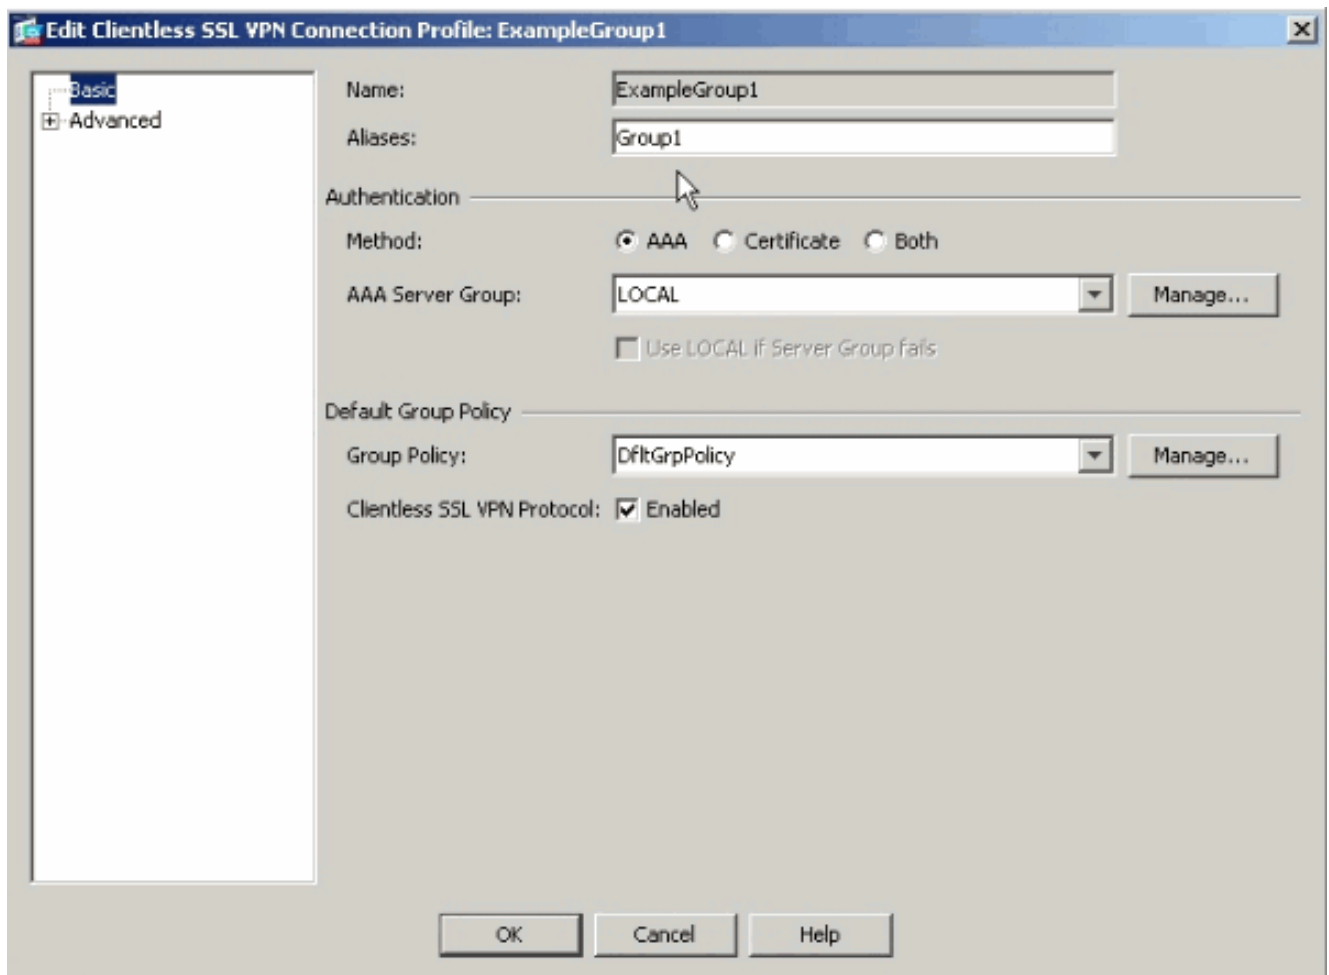 Edit Clientless SSL VPN Connection Profile: ExampleGroup1
Basic
Advanced
Name: ExampleGroup1
Aliases: Group1
Authentication
Method: AAA Certificate Both
AAA Server Group: LOCAL Manage...
Use LOCAL if Server Group fails
Default Group Policy
Group Policy: DfltGrpPolicy Manage...
Clientless SSL VPN Protocol: Enabled
OK Cancel Help